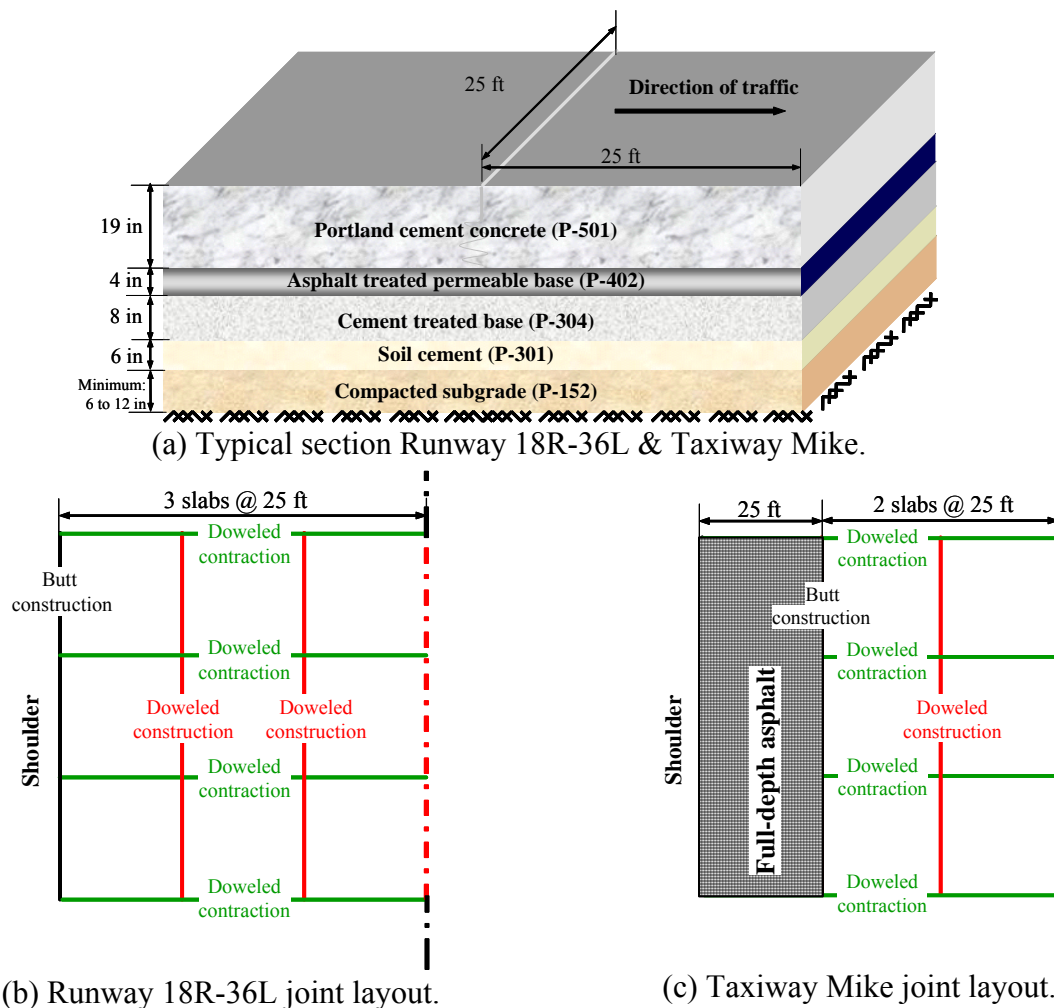 25 ft
Direction of traffic
25 ft
19 in
Portland cement concrete (P-501)
4 in
Asphalt treated permeable base (P-402)
8 in
Cement treated base (P-304)
6 in
Soil cement (P-301)
Minimum:
6 to 12 in
Compacted subgrade (P-152)
(a) Typical section Runway 18R-36L & Taxiway Mike.
3 slabs @ 25 ft
Doweled
contraction
Butt
construction
Doweled
contraction
Shoulder
Doweled
construction
Doweled
construction
Doweled
contraction
Doweled
contraction
(b) Runway 18R-36L joint layout.
25 ft
2 slabs @ 25 ft
Doweled
contraction
Butt
construction
Doweled
contraction
Shoulder
Full-depth asphalt
Doweled
construction
Doweled
contraction
Doweled
contraction
(c) Taxiway Mike joint layout.